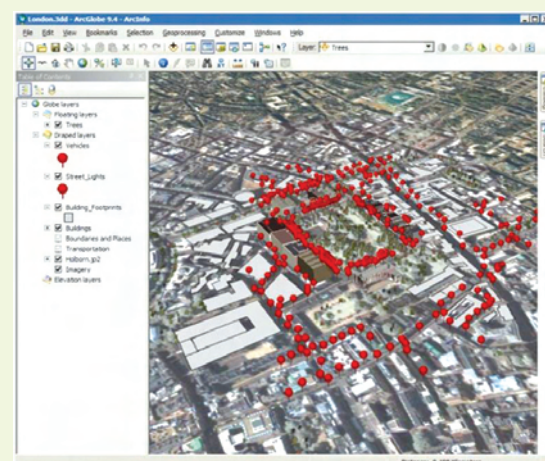 London.3dd - ArcGlobe 9.4 - ArcInfo
File Edit View Bookmarks Selection Geoprocessing Customize Windows Help
Layer: Trees
Table of Contents
Globe layers
Floating layers
Trees
Draped layers
Vehicles
Street_Lights
Building_Footprints
Buildings
Boundaries and Places
Transportation
Holborn.jp2
Imagery
Elevation layers